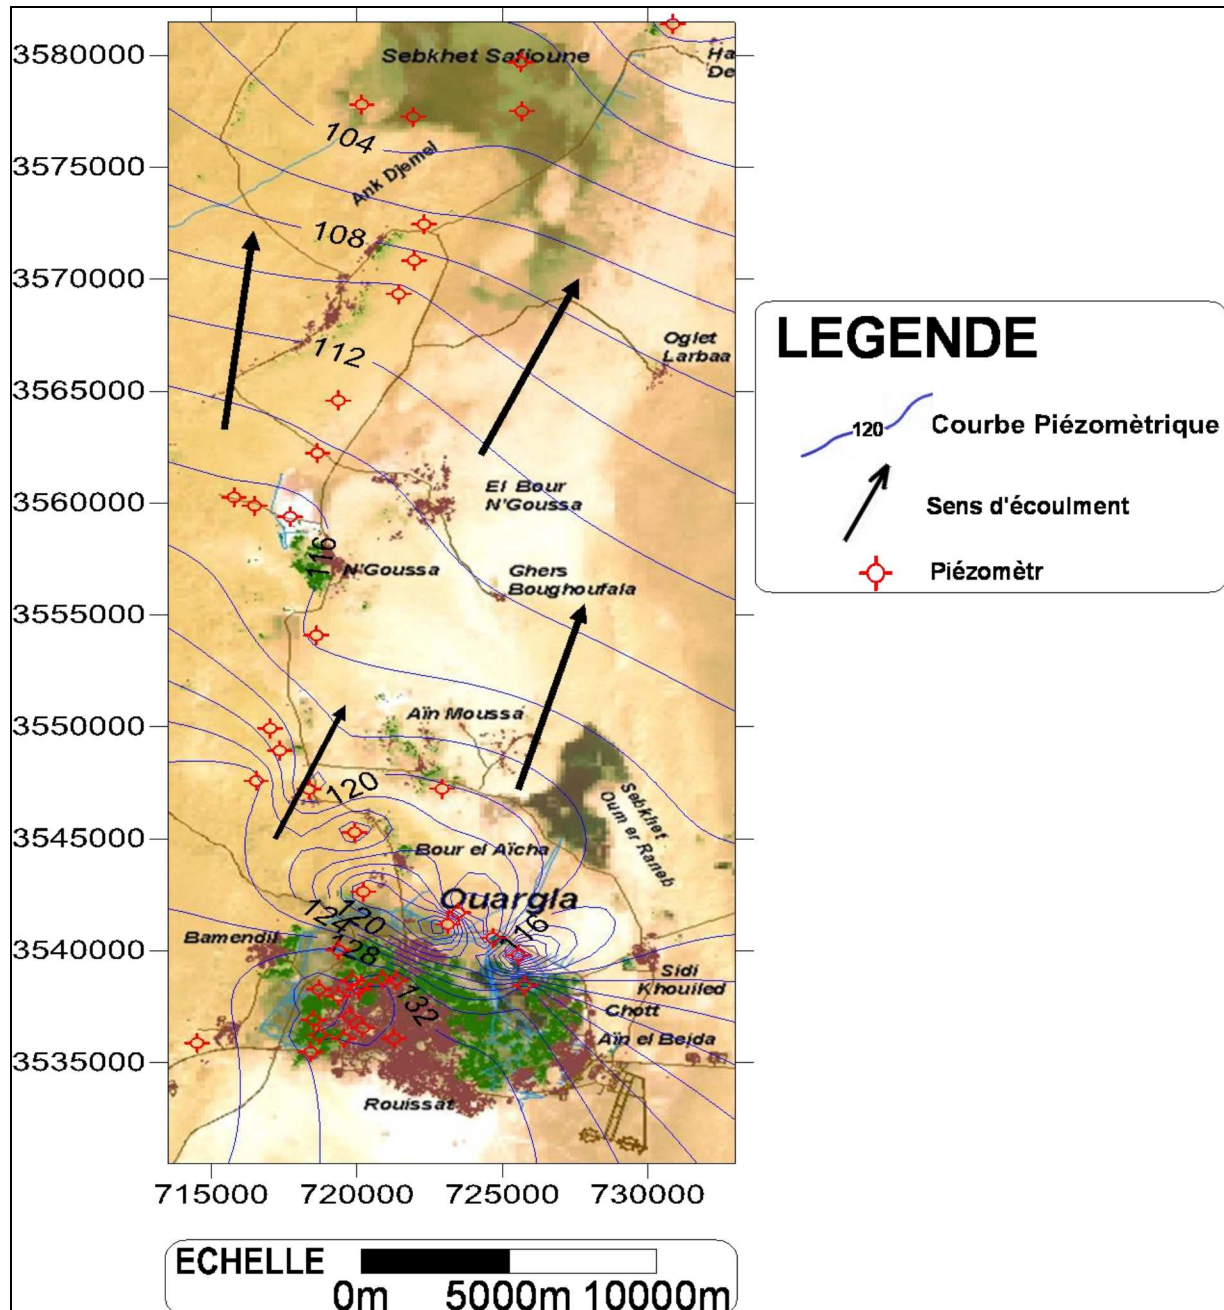 3580000
Sebkhet Safioune
Ha
De
104
3575000
Ank Djemel
108
3570000
112
Oglet
Larbaa
3565000
El Bour
N'Goussa
3560000
116
N'Goussa
Ghers
Boughoufala
3555000
3550000
Aïn Moussa
120
Sebkhet
Oum er Raneb
3545000
Bour el Aïcha
Ouargla
120
124
116
128
Bamendil
3540000
Sidi
Khouiled
132
Chott
Aïn el Beida
3535000
Rouissat
715000
720000
725000
730000
ECHELLE
0m
5000m
10000m
LEGENDE
120
Courbe Piézomètrique
Sens d'écoulment
Piézomètr